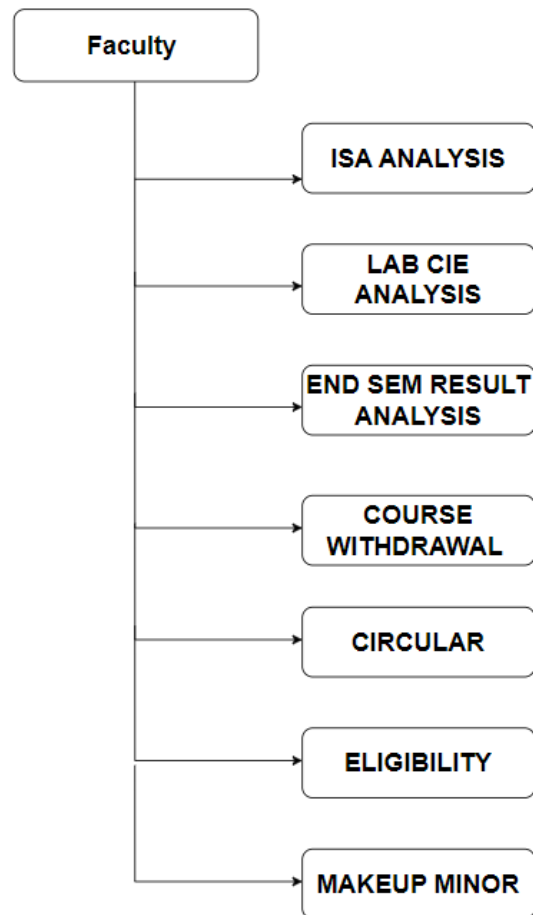 Faculty
ISA ANALYSIS
LAB CIE
ANALYSIS
END SEM RESULT
ANALYSIS
COURSE
WITHDRAWAL
CIRCULAR
ELIGIBILITY
MAKEUP MINOR